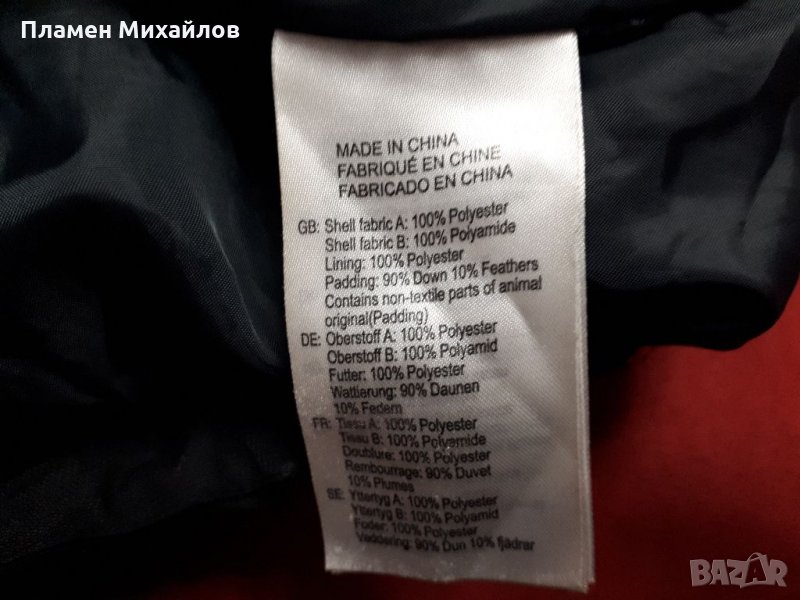 Пламен Михайлов
MADE IN CHINA
FABRIQUÉ EN CHINE
FABRICADO EN CHINA
GB: Shell fabric A: 100% Polyester
Shell fabric B: 100% Polyamide
Lining: 100% Polyester
Padding: 90% Down 10% Feathers
Contains non-textile parts of animal
original(Padding)
DE: Oberstoff A: 100% Polyester
Oberstoff B: 100% Polyamid
Futter: 100% Polyester
Wattierung: 90% Daunen
10% Federn
FR: Tissu A: 100% Polyester
Tissu B: 100% Polyamide
Doublure: 100% Polyester
Rembourrage: 90% Duvet
10% Plumes
SE: Yttertyg A: 100% Polyester
Yttertyg B: 100% Polyamid
Foder: 100% Polyester
Vaddering: 90% Dun 10% fjädrar
BAZAR